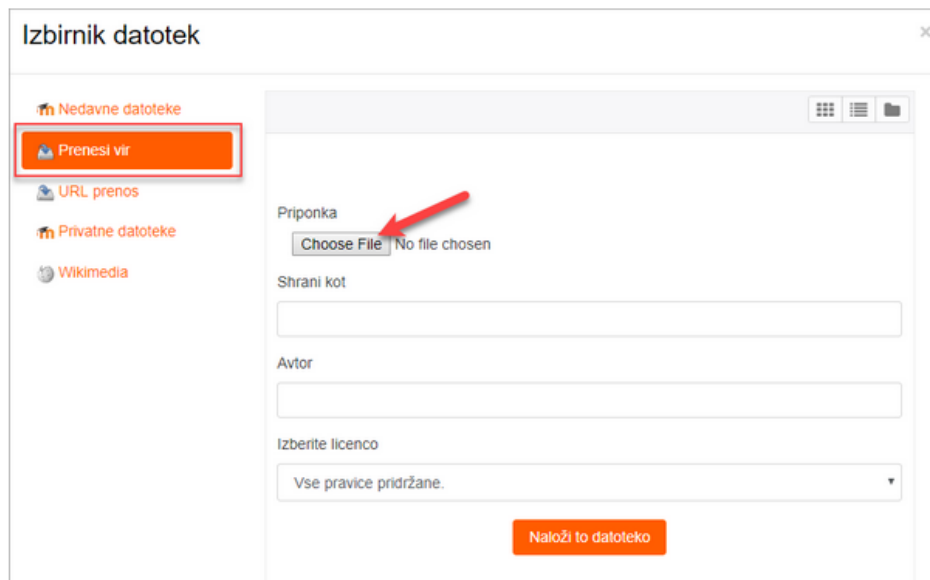 Izbirnik datotek
×
Nedavne datoteke
Prenesi vir
URL prenos
Privatne datoteke
Wikimedia
Priponka
Choose File No file chosen
Shrani kot
Avtor
Izberite licenco
Vse pravice pridržane.
Naloži to datoteko